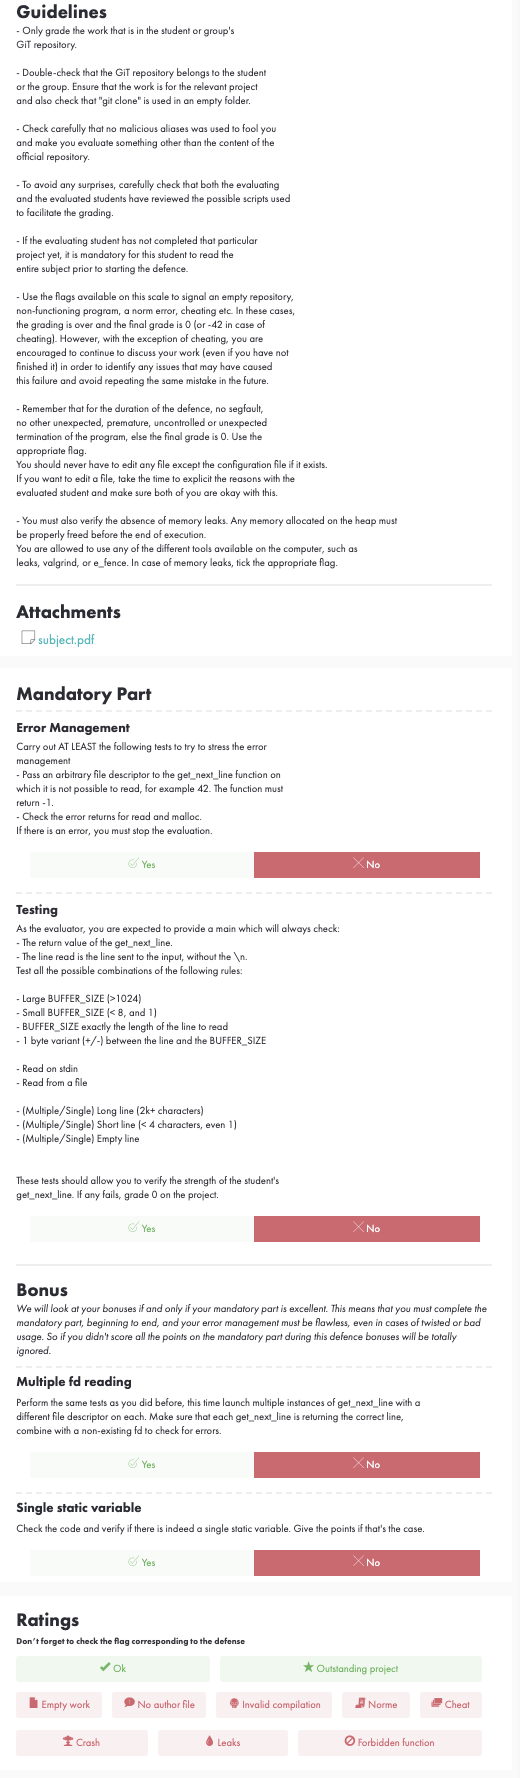 Guidelines
- Only grade the work that is in the student or group's
GiT repository.
- Double-check that the GiT repository belongs to the student
or the group. Ensure that the work is for the relevant project
and also check that "git clone" is used in an empty folder.
- Check carefully that no malicious aliases was used to fool you
and make you evaluate something other than the content of the
official repository.
- To avoid any surprises, carefully check that both the evaluating
and the evaluated students have reviewed the possible scripts used
to facilitate the grading.
- If the evaluating student has not completed that particular
project yet, it is mandatory for this student to read the
entire subject prior to starting the defence.
- Use the flags available on this scale to signal an empty repository,
non-functioning program, a norm error, cheating etc. In these cases,
the grading is over and the final grade is 0 (or -42 in case of
cheating). However, with the exception of cheating, you are
encouraged to continue to discuss your work (even if you have not
finished it) in order to identify any issues that may have caused
this failure and avoid repeating the same mistake in the future.
- Remember that for the duration of the defence, no segfault,
no other unexpected, premature, uncontrolled or unexpected
termination of the program, else the final grade is 0. Use the
appropriate flag.
You should never have to edit any file except the configuration file if it exists.
If you want to edit a file, take the time to explicit the reasons with the
evaluated student and make sure both of you are okay with this.
- You must also verify the absence of memory leaks. Any memory allocated on the heap must
be properly freed before the end of execution.
You are allowed to use any of the different tools available on the computer, such as
leaks, valgrind, or e_fence. In case of memory leaks, tick the appropriate flag.
Attachments
subject.pdf
Mandatory Part
Error Management
Carry out AT LEAST the following tests to try to stress the error
management
- Pass an arbitrary file descriptor to the get_next_line function on
which it is not possible to read, for example 42. The function must
return -1.
- Check the error returns for read and malloc.
If there is an error, you must stop the evaluation.
Yes No
Testing
As the evaluator, you are expected to provide a main which will always check:
- The return value of the get_next_line.
- The line read is the line sent to the input, without the \n.
Test all the possible combinations of the following rules:
- Large BUFFER_SIZE (>1024)
- Small BUFFER_SIZE (< 8, and 1)
- BUFFER_SIZE exactly the length of the line to read
- 1 byte variant (+/-) between the line and the BUFFER_SIZE
- Read on stdin
- Read from a file
- (Multiple/Single) Long line (2k+ characters)
- (Multiple/Single) Short line (< 4 characters, even 1)
- (Multiple/Single) Empty line
These tests should allow you to verify the strength of the student's
get_next_line. If any fails, grade 0 on the project.
Yes No
Bonus
We will look at your bonuses if and only if your mandatory part is excellent. This means that you must complete the
mandatory part, beginning to end, and your error management must be flawless, even in cases of twisted or bad
usage. So if you didn't score all the points on the mandatory part during this defence bonuses will be totally
ignored.
Multiple fd reading
Perform the same tests as you did before, this time launch multiple instances of get_next_line with a
different file descriptor on each. Make sure that each get_next_line is returning the correct line,
combine with a non-existing fd to check for errors.
Yes No
Single static variable
Check the code and verify if there is indeed a single static variable. Give the points if that's the case.
Yes No
Ratings
Don't forget to check the flag corresponding to the defense
Ok Outstanding project
Empty work No author file Invalid compilation Norme Cheat
Crash Leaks Forbidden function